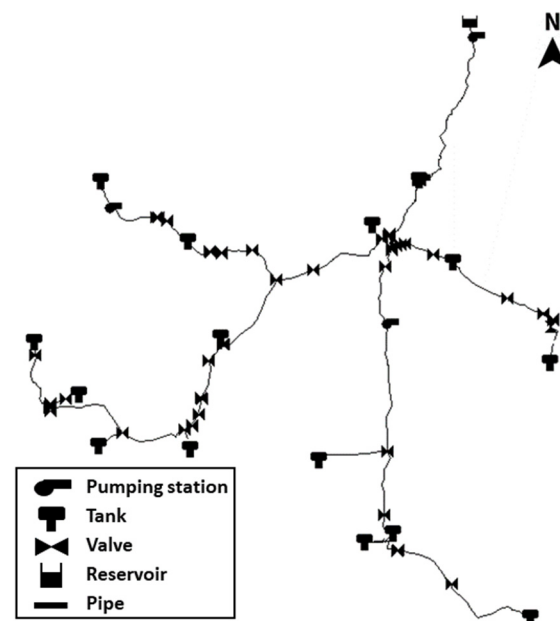 N
Pumping station
Tank
Valve
Reservoir
Pipe